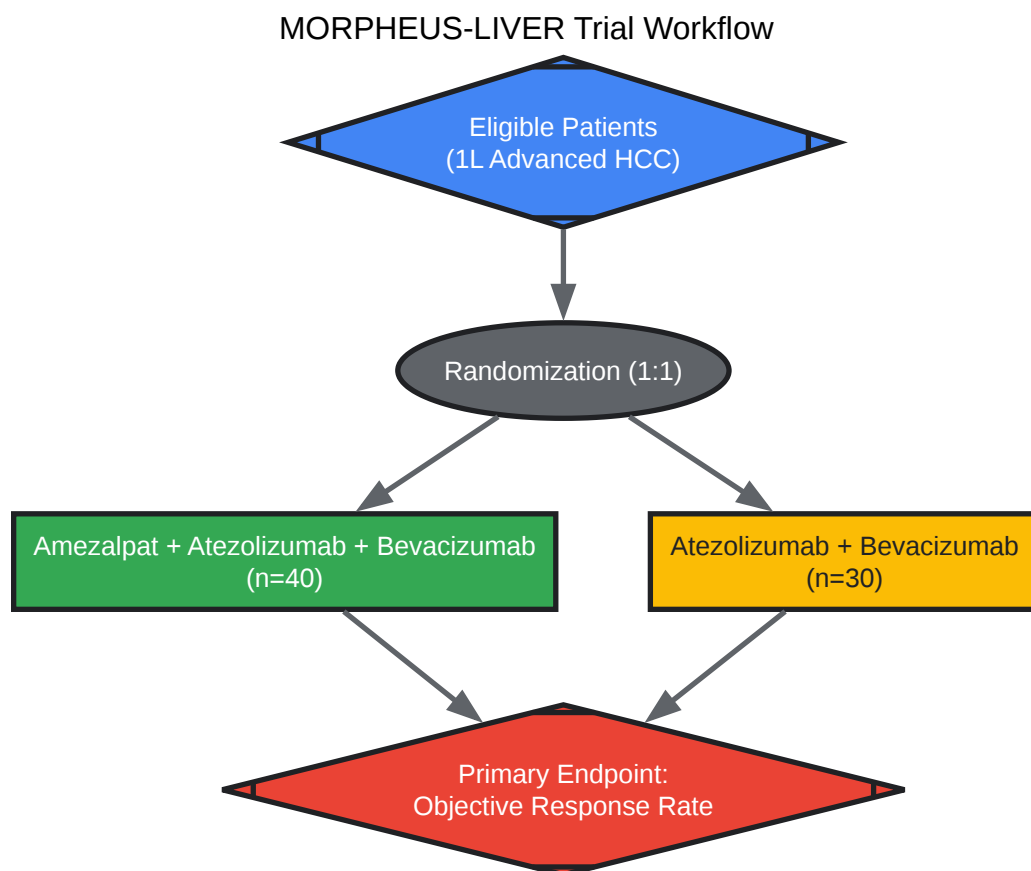 MORPHEUS-LIVER Trial Workflow
Eligible Patients
(1L Advanced HCC)
Randomization (1:1)
Amezalpat + Atezolizumab + Bevacizumab
(n=40)
Atezolizumab + Bevacizumab
(n=30)
Primary Endpoint:
Objective Response Rate